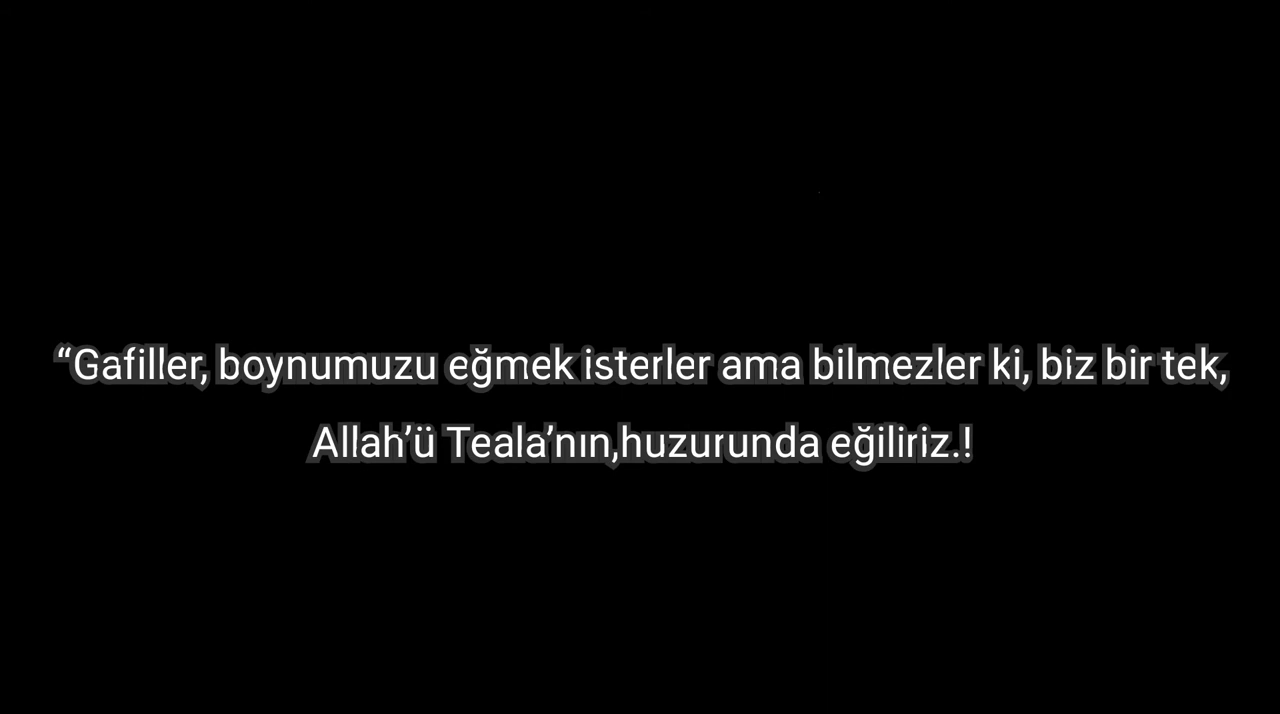 “Gafiller, boynumuzu eğmek isterler ama bilmezler ki, biz bir tek,
Allah’ü Teala’nın,huzurunda eğiliriz.!